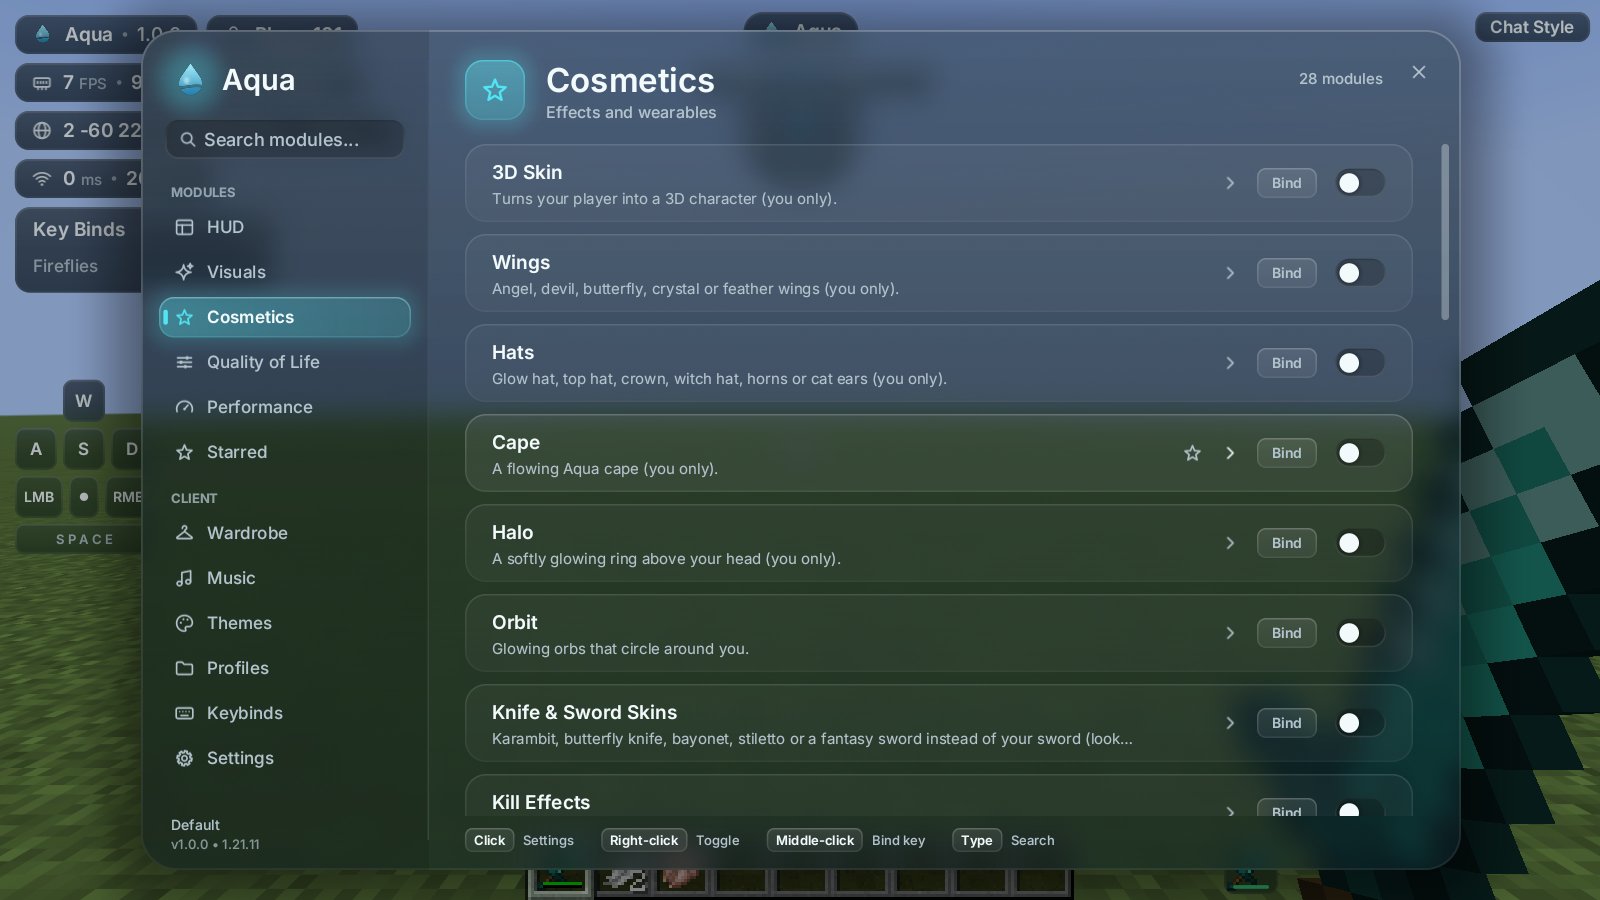 Aqua • 1.0
Aqua
Chat Style
7 FPS • 9
2 -60 22
0 ms • 20
Key Binds
Fireflies
W
A S D
LMB RMB
SPACE
Aqua
Search modules...
MODULES
HUD
Visuals
Cosmetics
Quality of Life
Performance
Starred
CLIENT
Wardrobe
Music
Themes
Profiles
Keybinds
Settings
Default
v1.0.0 • 1.21.11
Cosmetics
Effects and wearables
28 modules
3D Skin
Turns your player into a 3D character (you only).
Bind
Wings
Angel, devil, butterfly, crystal or feather wings (you only).
Bind
Hats
Glow hat, top hat, crown, witch hat, horns or cat ears (you only).
Bind
Cape
A flowing Aqua cape (you only).
Bind
Halo
A softly glowing ring above your head (you only).
Bind
Orbit
Glowing orbs that circle around you.
Bind
Knife & Sword Skins
Karambit, butterfly knife, bayonet, stiletto or a fantasy sword instead of your sword (look...
Bind
Kill Effects
Bind
Click Settings Right-click Toggle Middle-click Bind key Type Search
2